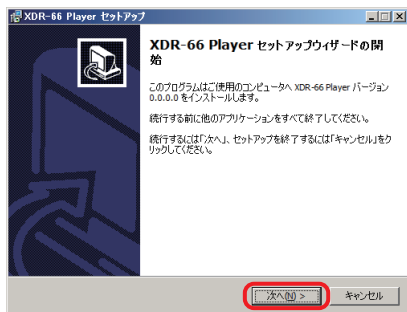 XDR-66 Player セットアップ
XDR-66 Player セットアップウィザードの開
始
このプログラムはご使用のコンピュータへ XDR-66 Player バージョン
0.0.0.0 をインストールします。
続行する前に他のアプリケーションをすべて終了してください。
続行するには「次へ」、セットアップを終了するには「キャンセル」をク
リックしてください。
次へ(N) >
キャンセル